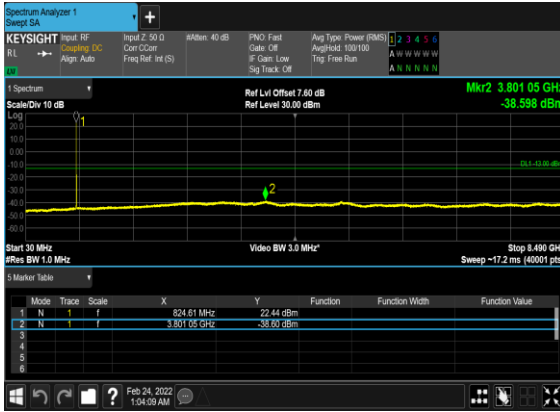 Spectrum Analyzer 1
Swept SA
+
KEYSIGHT Input: RF Input Z: 50 Ω #Atten: 40 dB PNO: Fast Avg Type: Power (RMS) 1 2 3 4 5 6
RL Coupling: DC Corr CCorr Gate: Off Avg|Hold: 100/100 A W W W W W
Align: Auto Freq Ref: Int (S) IF Gain: Low Trig: Free Run
Sig Track: Off A N N N N N
1 Spectrum Ref Lvl Offset 7.60 dB Mkr2 3.801 05 GHz
Scale/Div 10 dB Ref Level 30.00 dBm -38.598 dBm
Log
20.0
10.0
0.00
-10.0
DL1 -13.00 dBm
-20.0
-30.0
-40.0
-50.0
-60.0
1
2
Start 30 MHz Video BW 3.0 MHz* Stop 8.490 GH
#Res BW 1.0 MHz Sweep ~17.2 ms (40001 pts
5 Marker Table
Mode Trace Scale X Y Function Function Width Function Value
1 N 1 f 824.61 MHz 22.44 dBm
2 N 1 f 3.801 05 GHz -38.60 dBm
3
4
5
6
? Feb 24, 2022
1:04:09 AM